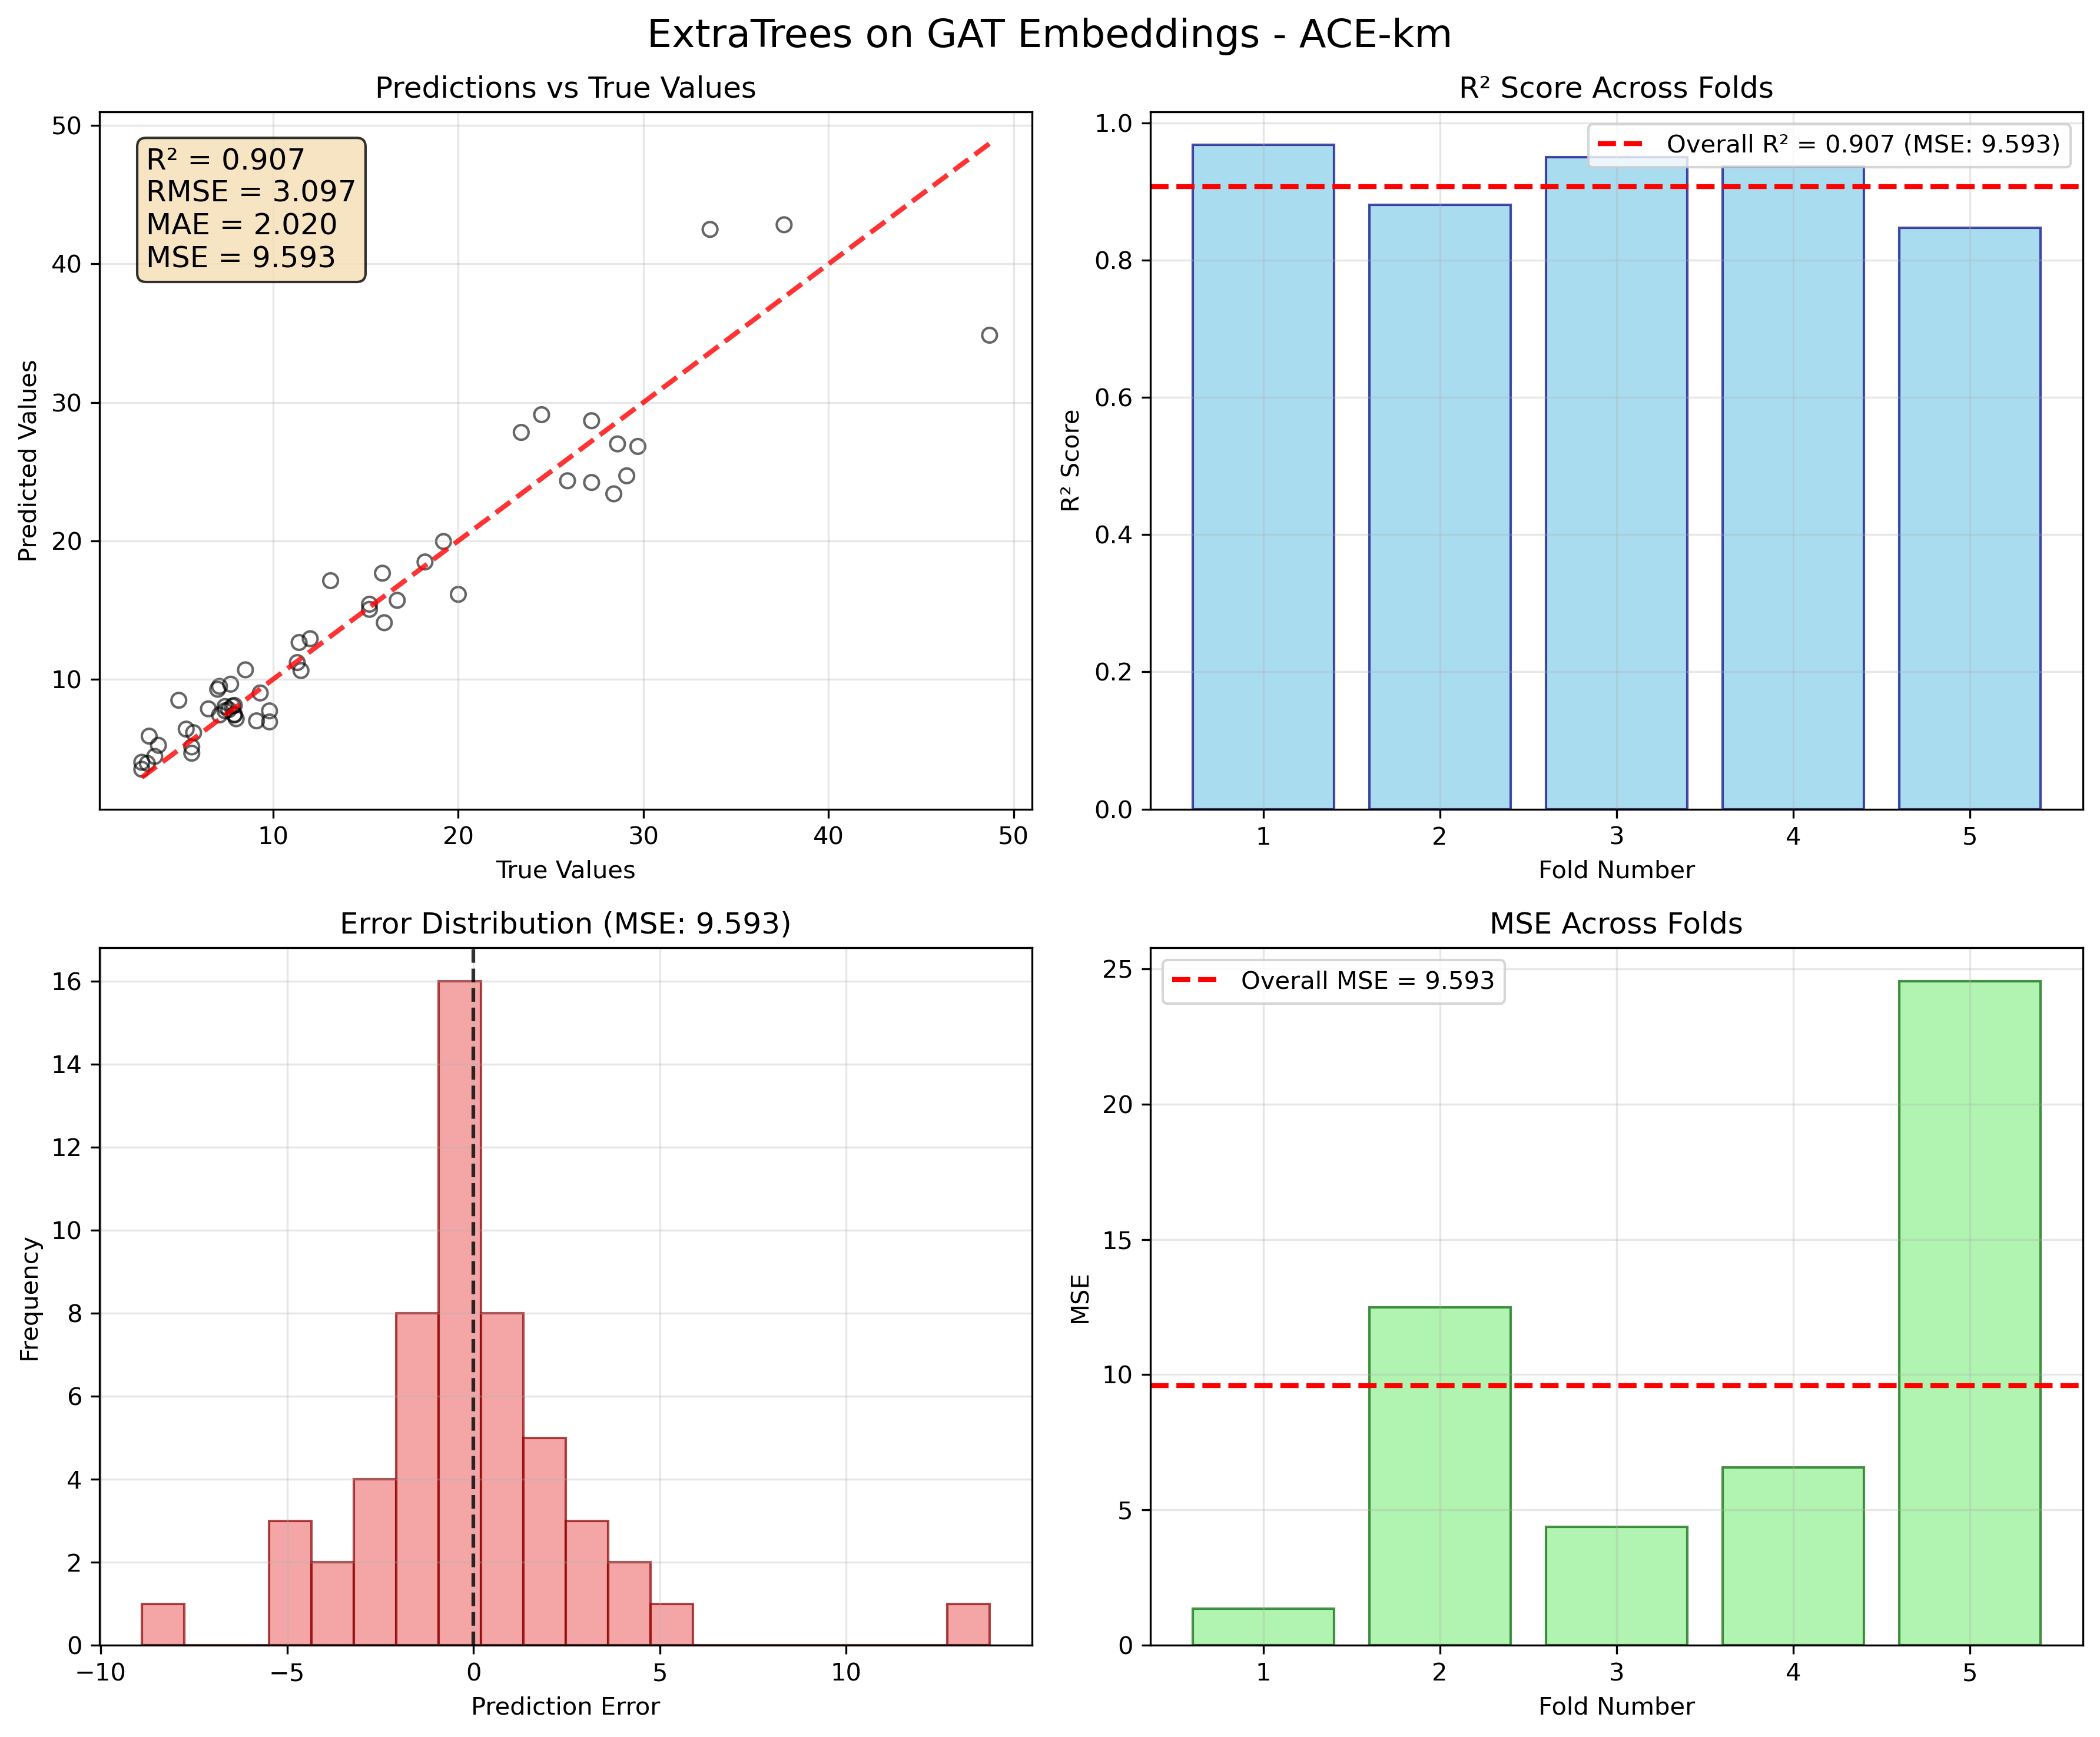 ExtraTrees on GAT Embeddings - ACE-km
Predictions vs True Values
R² = 0.907
RMSE = 3.097
MAE = 2.020
MSE = 9.593
50
40
30
20
10
Predicted Values
10 20 30 40 50
True Values
R² Score Across Folds
Overall R² = 0.907 (MSE: 9.593)
1.0
0.8
0.6
0.4
0.2
0.0
R² Score
1 2 3 4 5
Fold Number
Error Distribution (MSE: 9.593)
16
14
12
10
8
6
4
2
0
Frequency
−10 −5 0 5 10
Prediction Error
MSE Across Folds
Overall MSE = 9.593
25
20
15
10
5
0
MSE
1 2 3 4 5
Fold Number